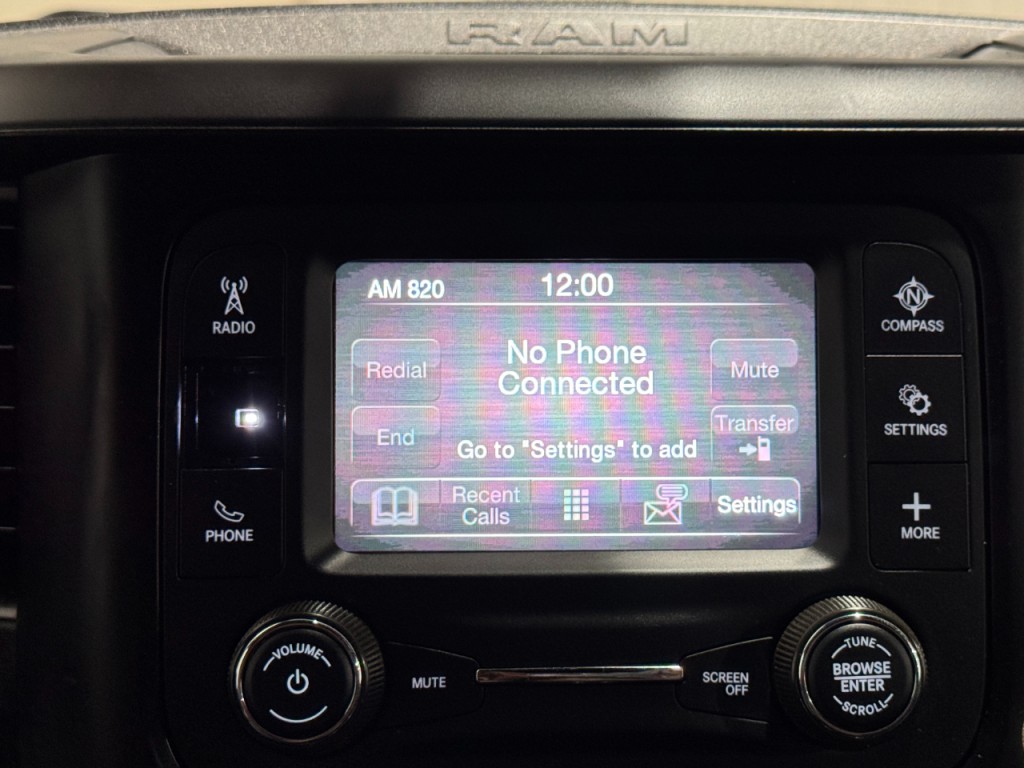 RAM
AM 820
12:00
RADIO
N
COMPASS
No Phone
Connected
Redial
Mute
SETTINGS
End
Transfer
Go to "Settings" to add
Recent
Calls
Settings
PHONE
MORE
VOLUME
MUTE
SCREEN
OFF
TUNE
BROWSE
ENTER
SCROLL